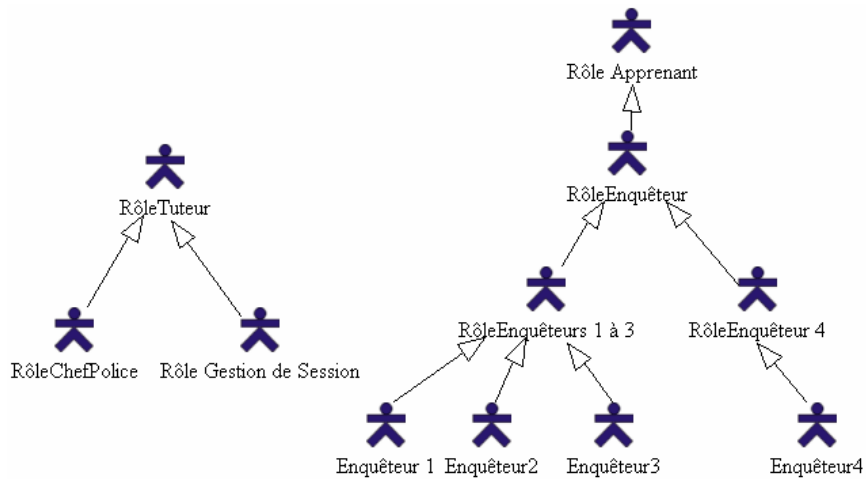 Rôle Apprenant
RôleEnquêteur
RôleTuteur
RôleEnquêteurs 1 à 3
RôleEnquêteur 4
RôleChefPolice
Rôle Gestion de Session
Enquêteur 1
Enquêteur2
Enquêteur3
Enquêteur4